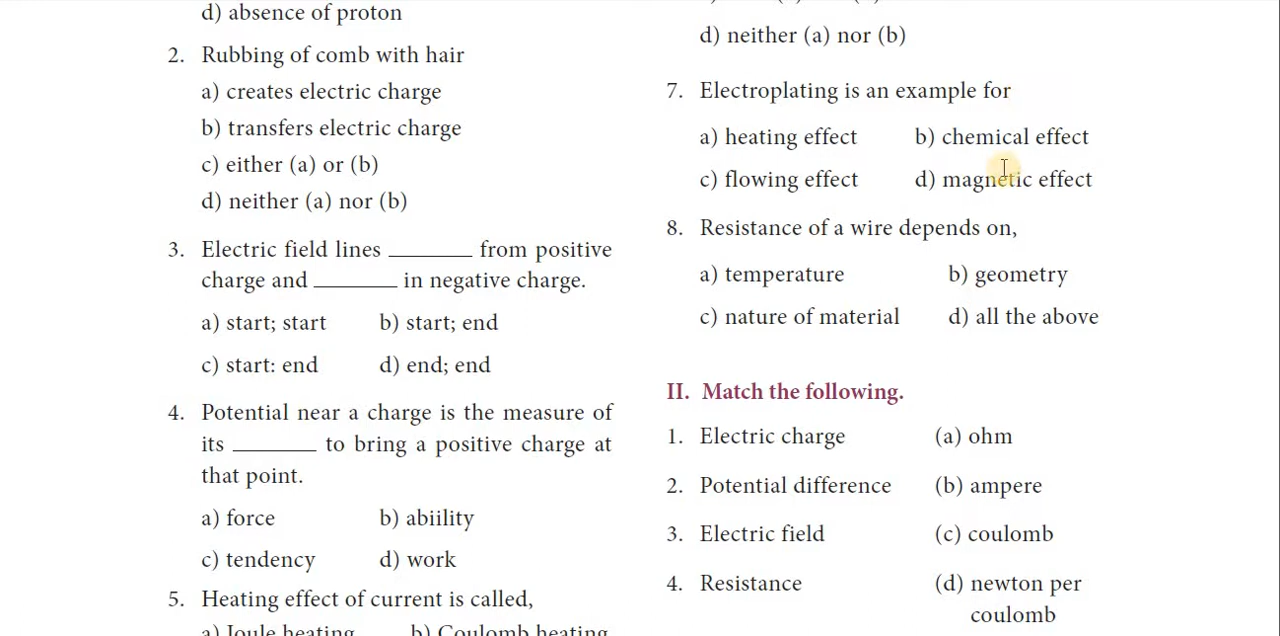 d) absence of proton
2. Rubbing of comb with hair
a) creates electric charge
b) transfers electric charge
c) either (a) or (b)
d) neither (a) nor (b)
3. Electric field lines ________ from positive
charge and ________ in negative charge.
a) start; start b) start; end
c) start: end d) end; end
4. Potential near a charge is the measure of
its ________ to bring a positive charge at
that point.
a) force b) abiility
c) tendency d) work
5. Heating effect of current is called,
a) Joule heating b) Coulomb heating
d) neither (a) nor (b)
7. Electroplating is an example for
a) heating effect b) chemical effect
c) flowing effect d) magnetic effect
8. Resistance of a wire depends on,
a) temperature b) geometry
c) nature of material d) all the above
II. Match the following.
1. Electric charge (a) ohm
2. Potential difference (b) ampere
3. Electric field (c) coulomb
4. Resistance (d) newton per
coulomb